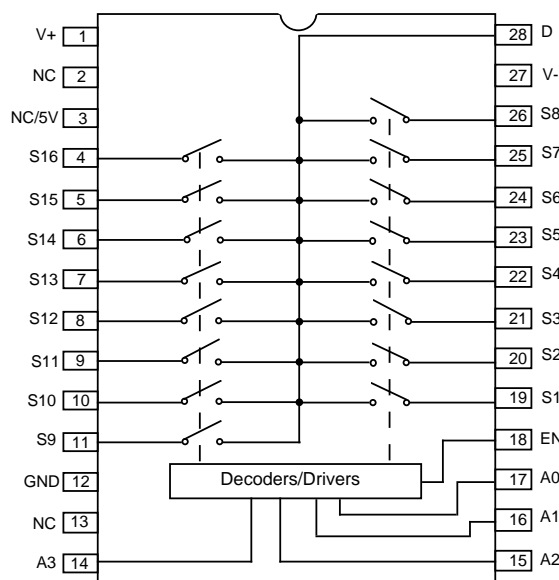 V+ 1 28 D
NC 2 27 V-
NC/5V 3 26 S8
S16 4 25 S7
S15 5 24 S6
S14 6 23 S5
S13 7 22 S4
S12 8 21 S3
S11 9 20 S2
S10 10 19 S1
S9 11 18 EN
GND 12 Decoders/Drivers 17 A0
NC 13 16 A1
A3 14 15 A2